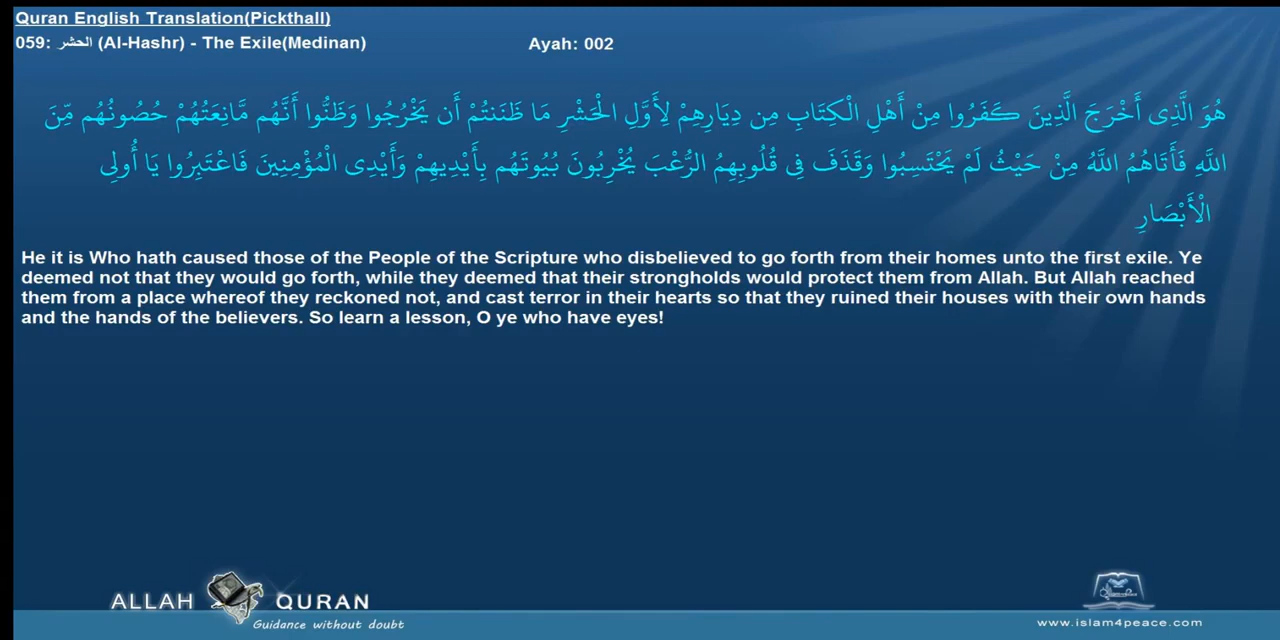 Quran English Translation(Pickthall)
059: الحشر (Al-Hashr) - The Exile(Medinan)
Ayah: 002
هُوَ الَّذِي أَخْرَجَ الَّذِينَ كَفَرُوا مِنْ أَهْلِ الْكِتَابِ مِن دِيَارِهِمْ لِأَوَّلِ الْحَشْرِ مَا ظَنَنتُمْ أَن يَخْرُجُوا وَظَنُّوا أَنَّهُم مَّانِعَتُهُمْ حُصُونُهُم مِّنَ
اللَّهِ فَأَتَاهُمُ اللَّهُ مِنْ حَيْثُ لَمْ يَحْتَسِبُوا وَقَذَفَ فِي قُلُوبِهِمُ الرُّعْبَ يُخْرِبُونَ بُيُوتَهُم بِأَيْدِيهِمْ وَأَيْدِي الْمُؤْمِنِينَ فَاعْتَبِرُوا يَا أُولِي
الْأَبْصَارِ
He it is Who hath caused those of the People of the Scripture who disbelieved to go forth from their homes unto the first exile. Ye
deemed not that they would go forth, while they deemed that their strongholds would protect them from Allah. But Allah reached
them from a place whereof they reckoned not, and cast terror in their hearts so that they ruined their houses with their own hands
and the hands of the believers. So learn a lesson, O ye who have eyes!
ALLAH QURAN
Guidance without doubt
www.islam4peace.com